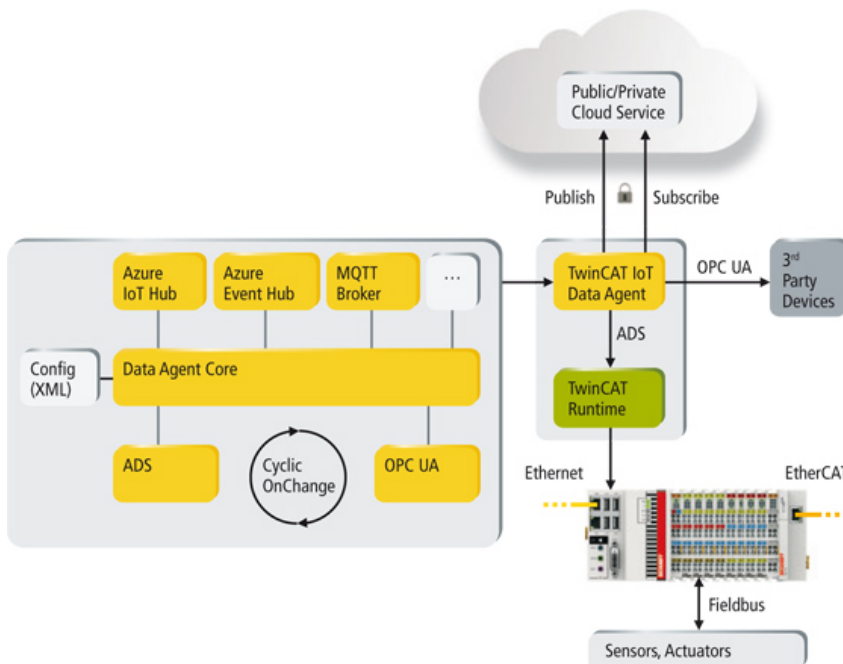 Public/Private
Cloud Service
Publish
Subscribe
Azure
IoT Hub
Azure
Event Hub
MQTT
Broker
...
TwinCAT IoT
Data Agent
OPC UA
3rd
Party
Devices
ADS
Config
(XML)
Data Agent Core
TwinCAT
Runtime
ADS
Cyclic
OnChange
OPC UA
Ethernet
EtherCAT
Fieldbus
Sensors, Actuators